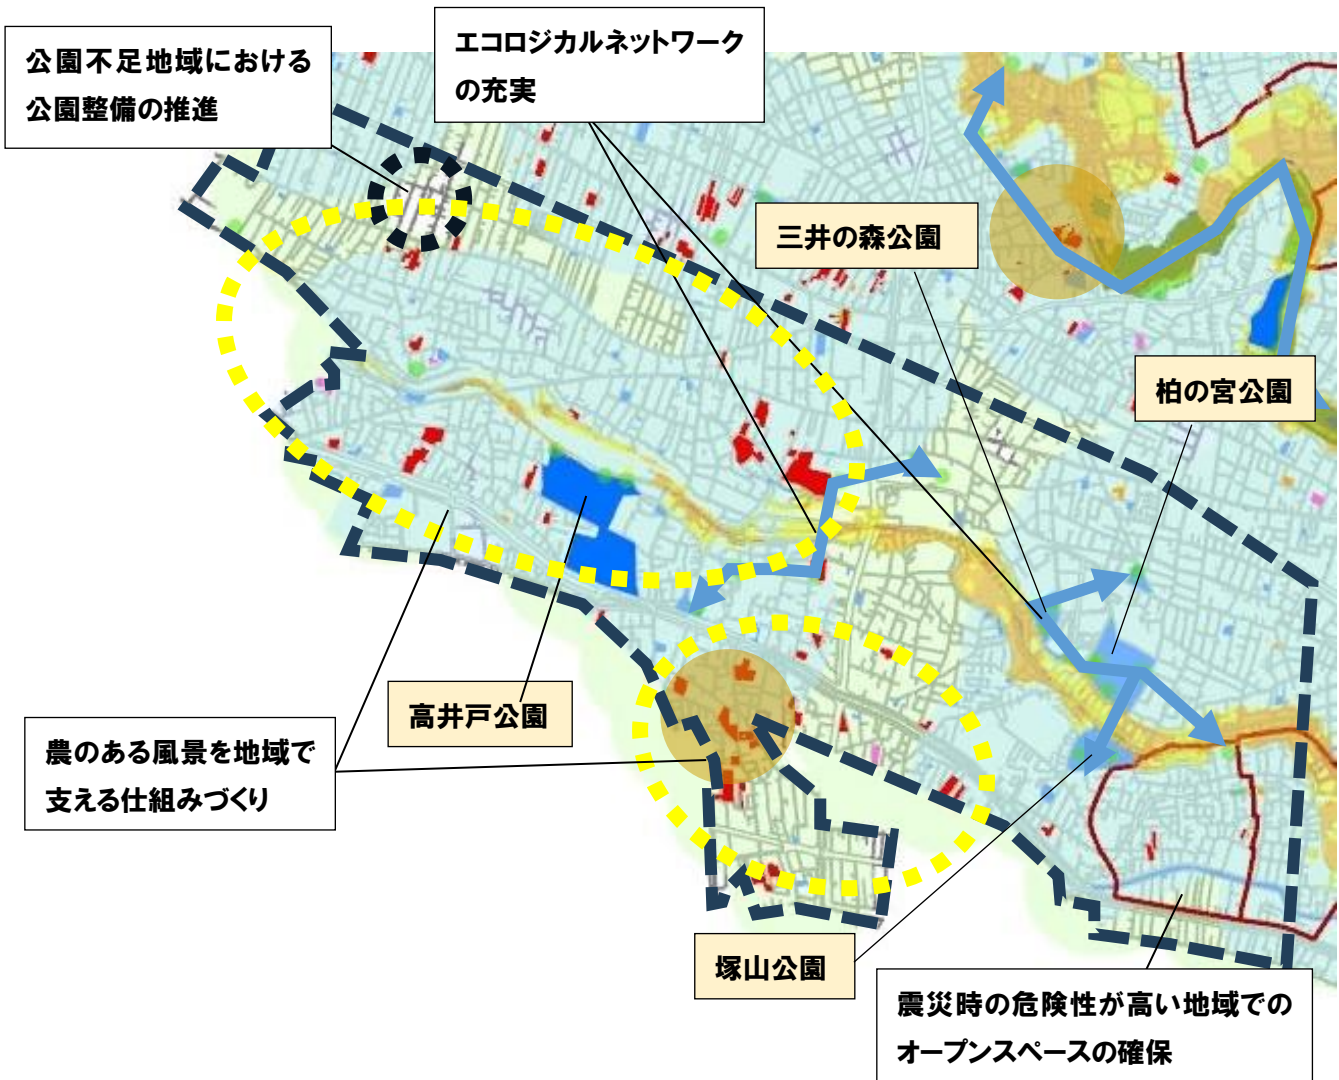 公園不足地域における
公園整備の推進
エコロジカルネットワーク
の充実
三井の森公園
柏の宮公園
高井戸公園
農のある風景を地域で
支える仕組みづくり
塚山公園
震災時の危険性が高い地域での
オープンスペースの確保